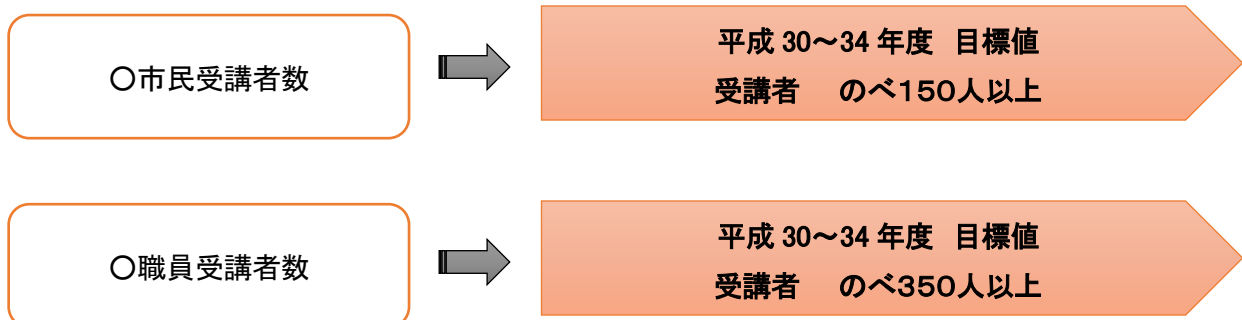 ○市民受講者数
平成 30～34 年度 目標値
受講者 のべ150人以上
○職員受講者数
平成 30～34 年度 目標値
受講者 のべ350人以上